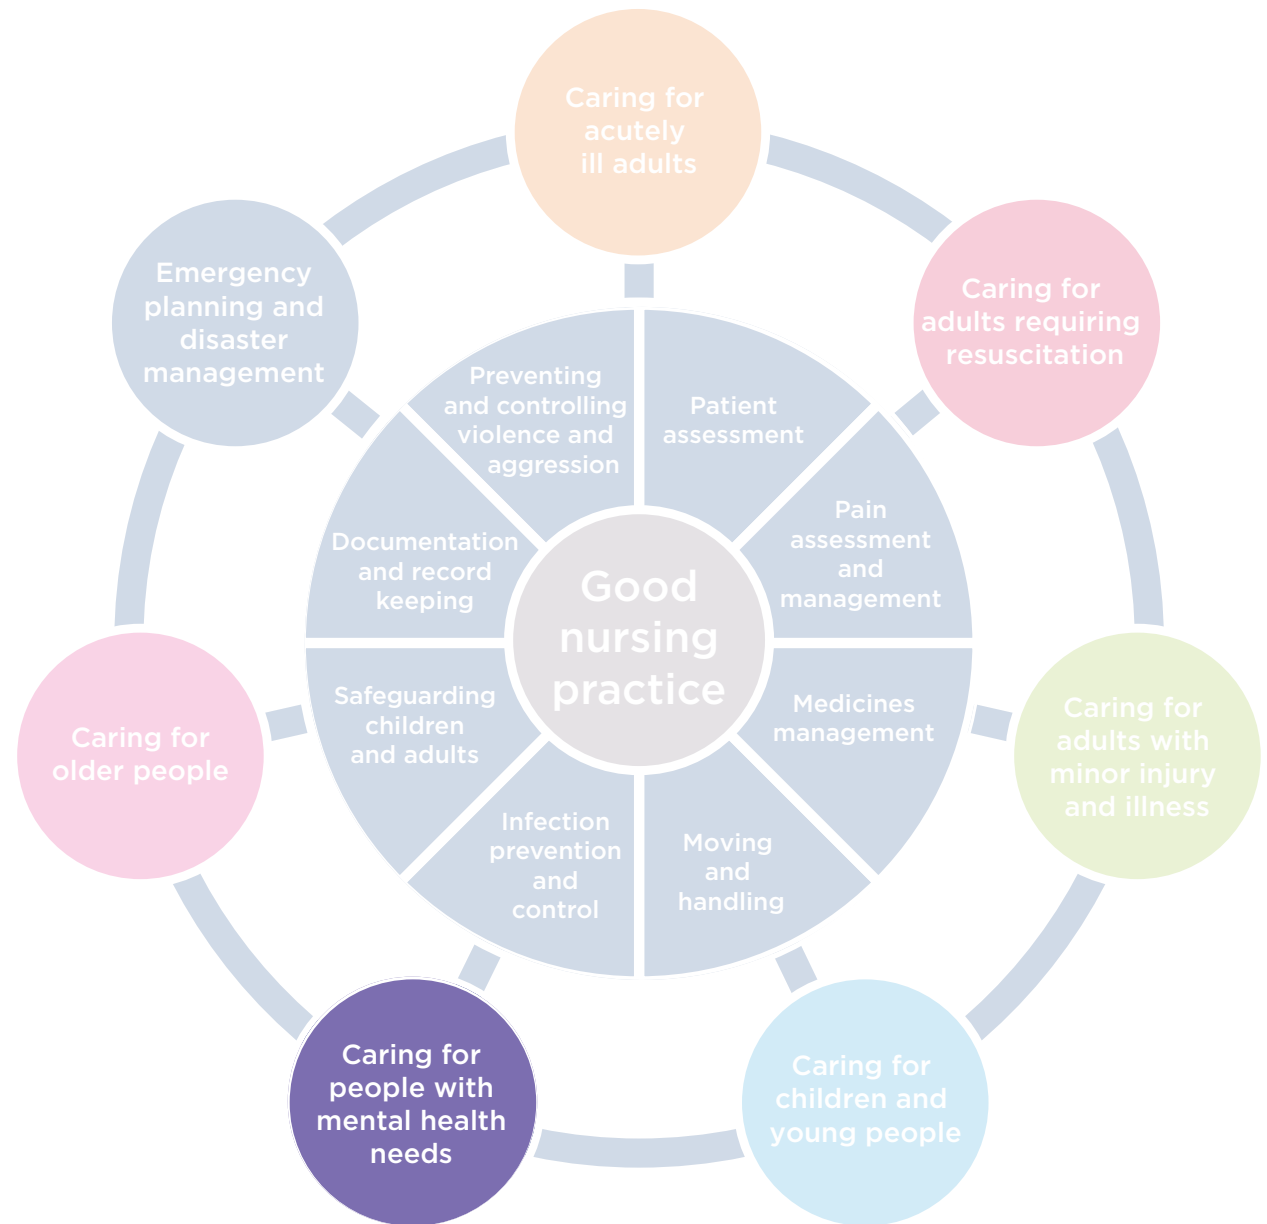 Caring for
acutely
ill adults
Emergency
planning and
disaster
management
Caring for
adults requiring
resuscitation
Preventing
and controlling
violence and
aggression
Patient
assessment
Documentation
and record
keeping
Pain
assessment
and
management
Good
nursing
practice
Safeguarding
children
and adults
Medicines
management
Caring for
older people
Caring for
adults with
minor injury
and illness
Infection
prevention
and
control
Moving
and
handling
Caring for
people with
mental health
needs
Caring for
children and
young people